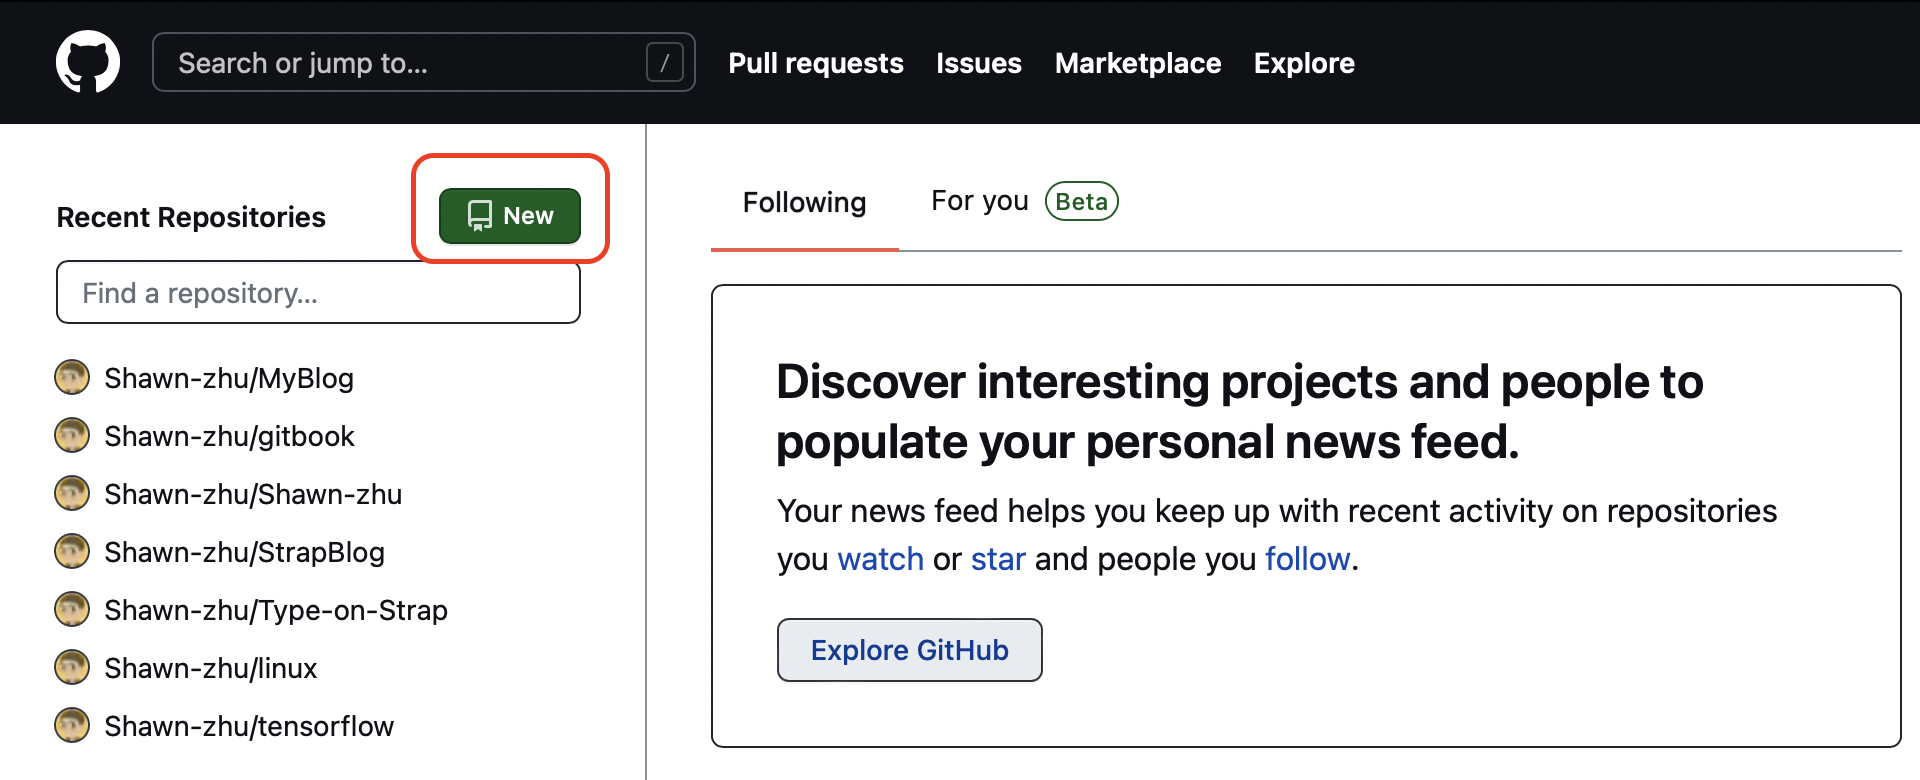 Search or jump to... /
Pull requests Issues Marketplace Explore
Recent Repositories
New
Find a repository...
Shawn-zhu/MyBlog
Shawn-zhu/gitbook
Shawn-zhu/Shawn-zhu
Shawn-zhu/StrapBlog
Shawn-zhu/Type-on-Strap
Shawn-zhu/linux
Shawn-zhu/tensorflow
Following
For you Beta
Discover interesting projects and people to
populate your personal news feed.
Your news feed helps you keep up with recent activity on repositories
you watch or star and people you follow.
Explore GitHub